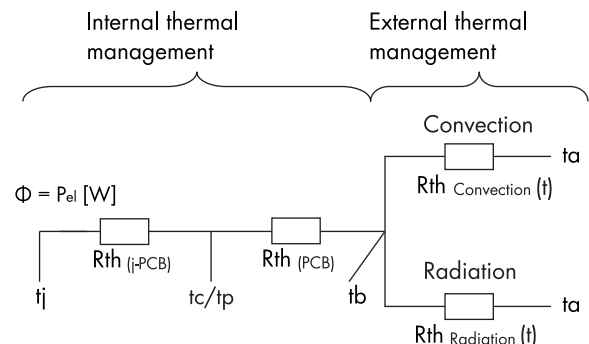 Internal thermal
management
External thermal
management
Convection
ta
Rth Convection (t)
Φ = Pel [W]
Rth (j-PCB)
Rth (PCB)
tj
tc/tp
tb
Radiation
ta
Rth Radiation (t)